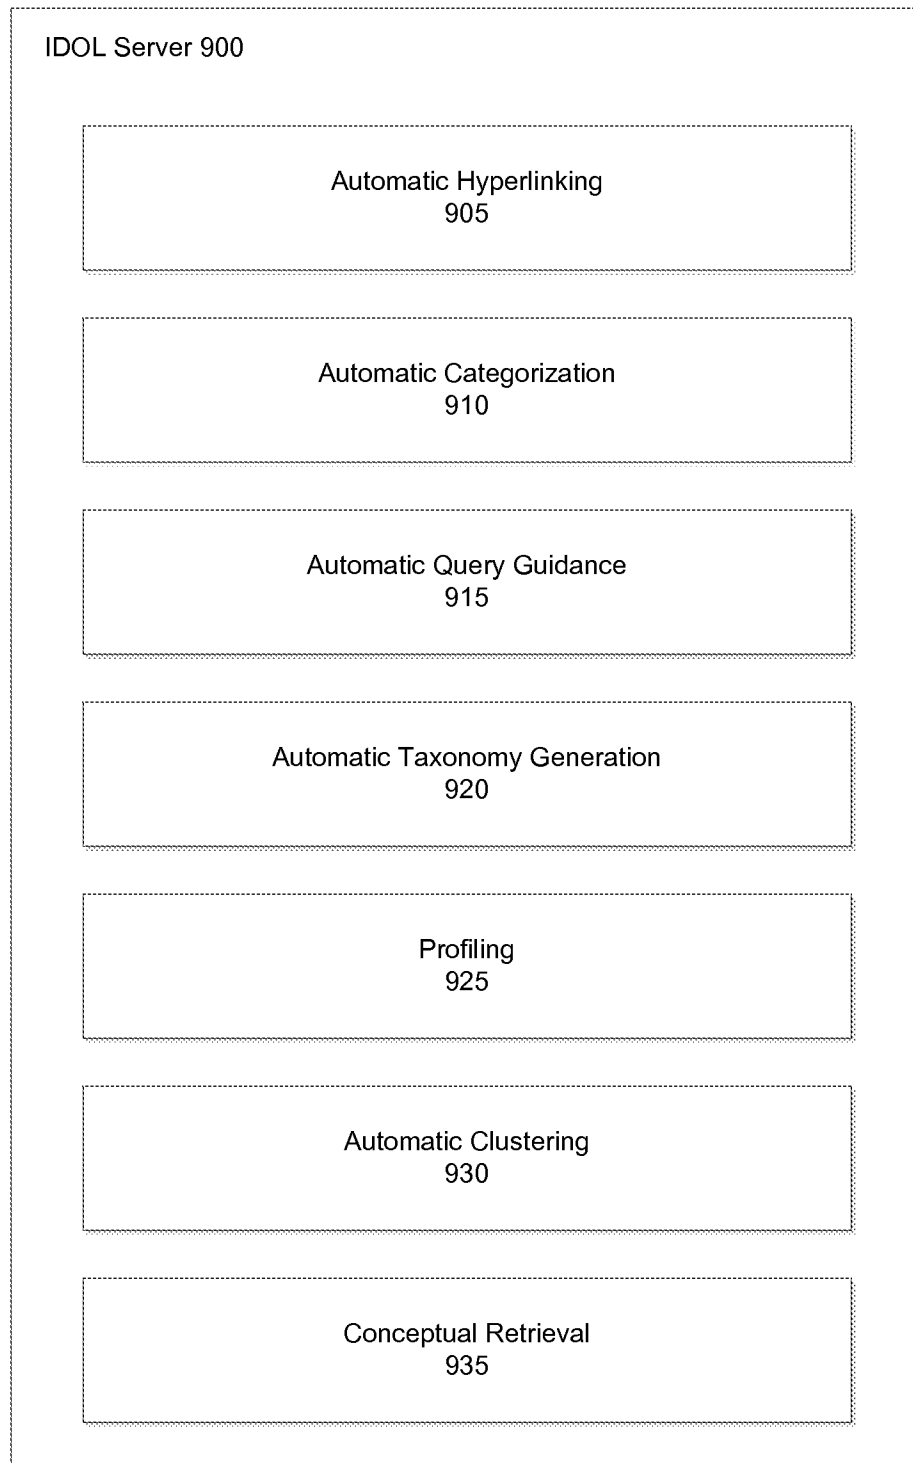 IDOL Server 900
Automatic Hyperlinking
905
Automatic Categorization
910
Automatic Query Guidance
915
Automatic Taxonomy Generation
920
Profiling
925
Automatic Clustering
930
Conceptual Retrieval
935